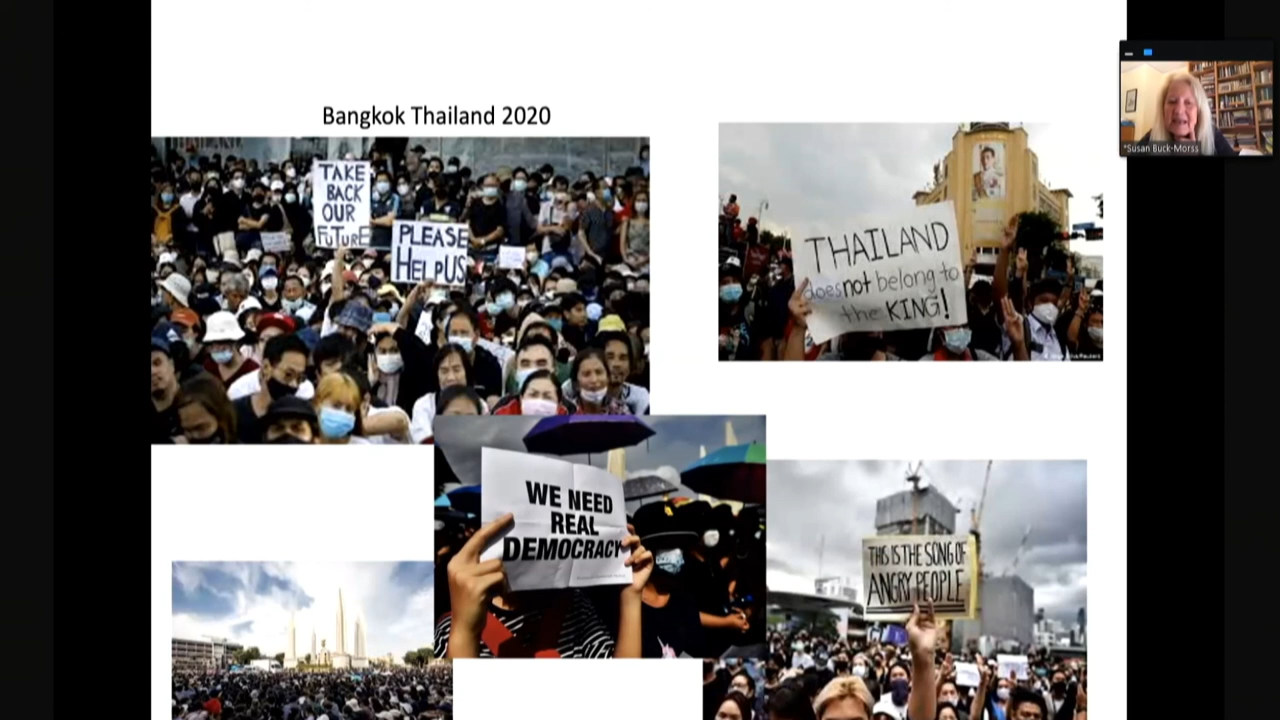 Bangkok Thailand 2020
TAKE
BACK
OUR
FUTURE
PLEASE
HELP US
THAILAND
does not belong to
the KING!
WE NEED
REAL
DEMOCRACY
THIS IS THE SONG OF
ANGRY PEOPLE
*Susan Buck-Morss